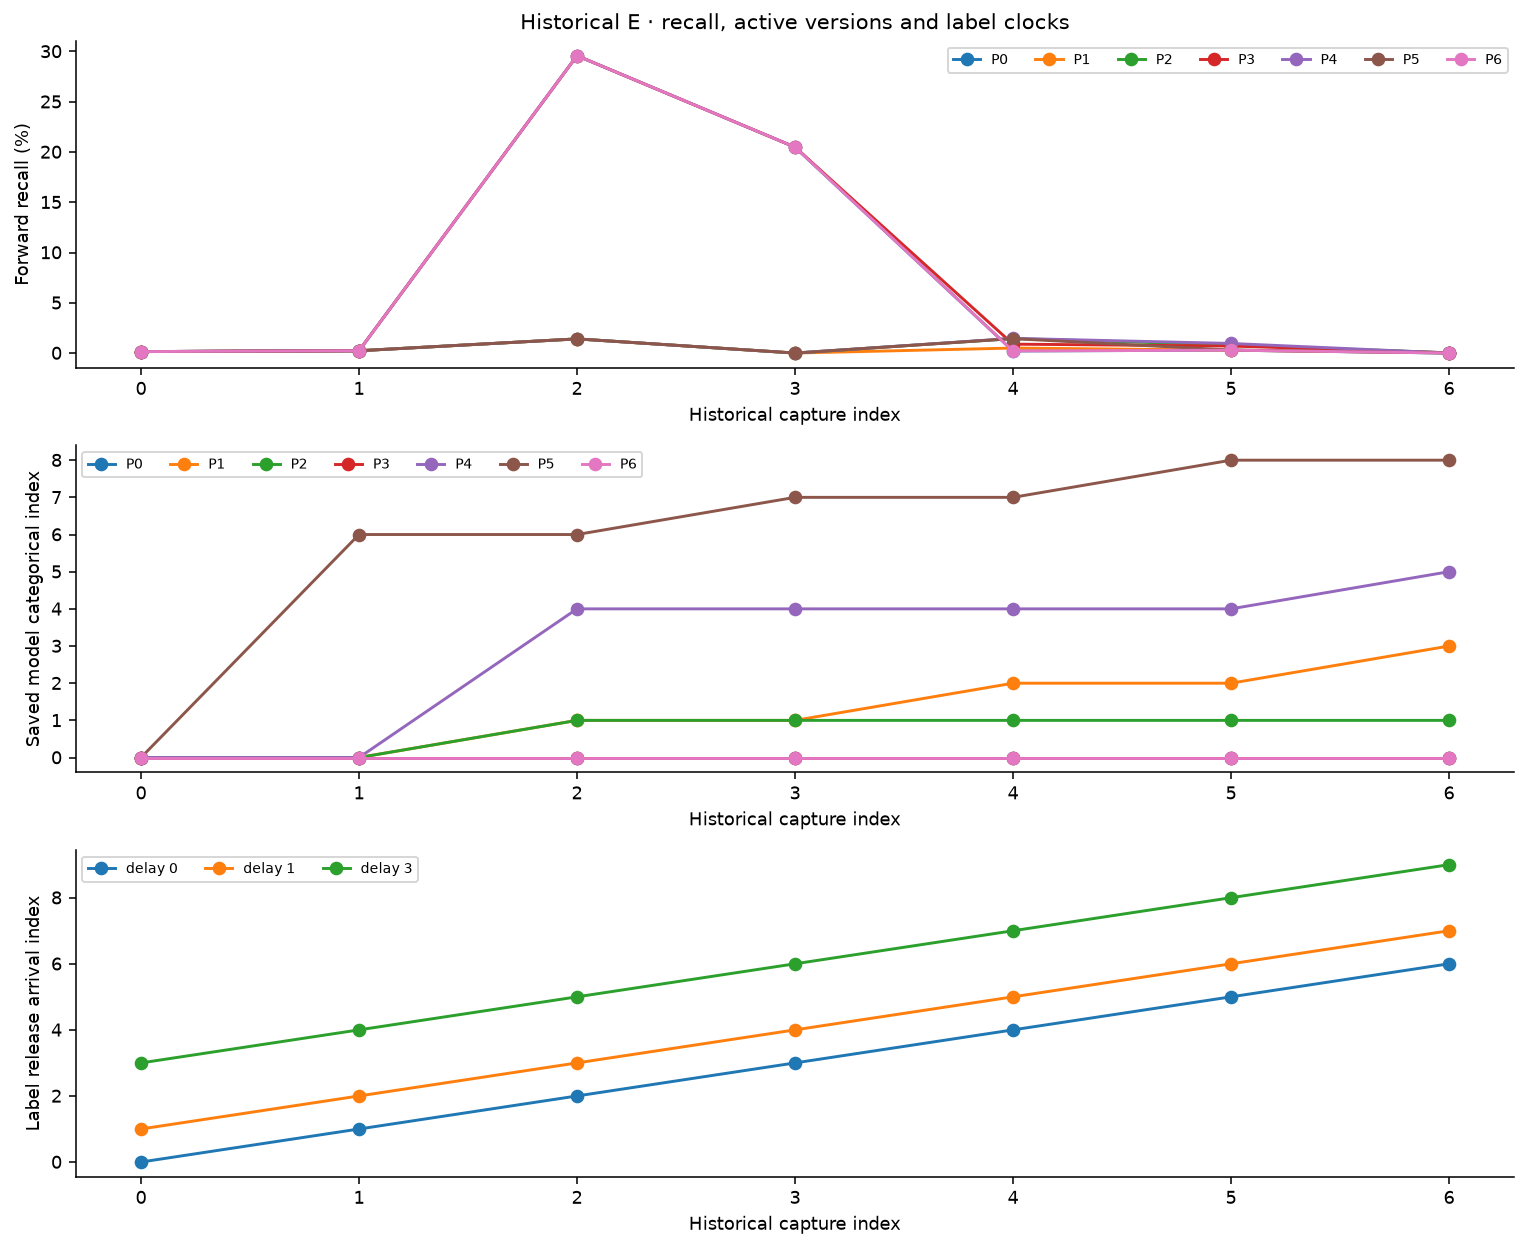 Historical E · recall, active versions and label clocks
Forward recall (%)
30
25
20
15
10
5
0
P0 P1 P2 P3 P4 P5 P6
0 1 2 3 4 5 6
Historical capture index
Saved model categorical index
8
7
6
5
4
3
2
1
0
P0 P1 P2 P3 P4 P5 P6
0 1 2 3 4 5 6
Historical capture index
Label release arrival index
8
6
4
2
0
delay 0 delay 1 delay 3
0 1 2 3 4 5 6
Historical capture index